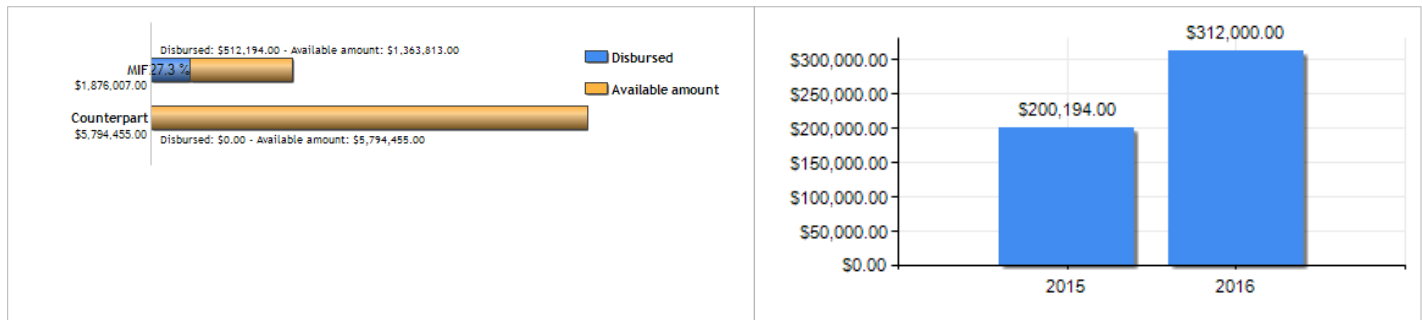 Disbursed: $512,194.00 - Available amount: $1,363,813.00
MIF 27.3 %
$1,876,007.00
Counterpart
$5,794,455.00
Disbursed: $0.00 - Available amount: $5,794,455.00
Disbursed
Available amount
$312,000.00
$300,000.00
$250,000.00
$200,194.00
$200,000.00
$150,000.00
$100,000.00
$50,000.00
$0.00
2015 2016